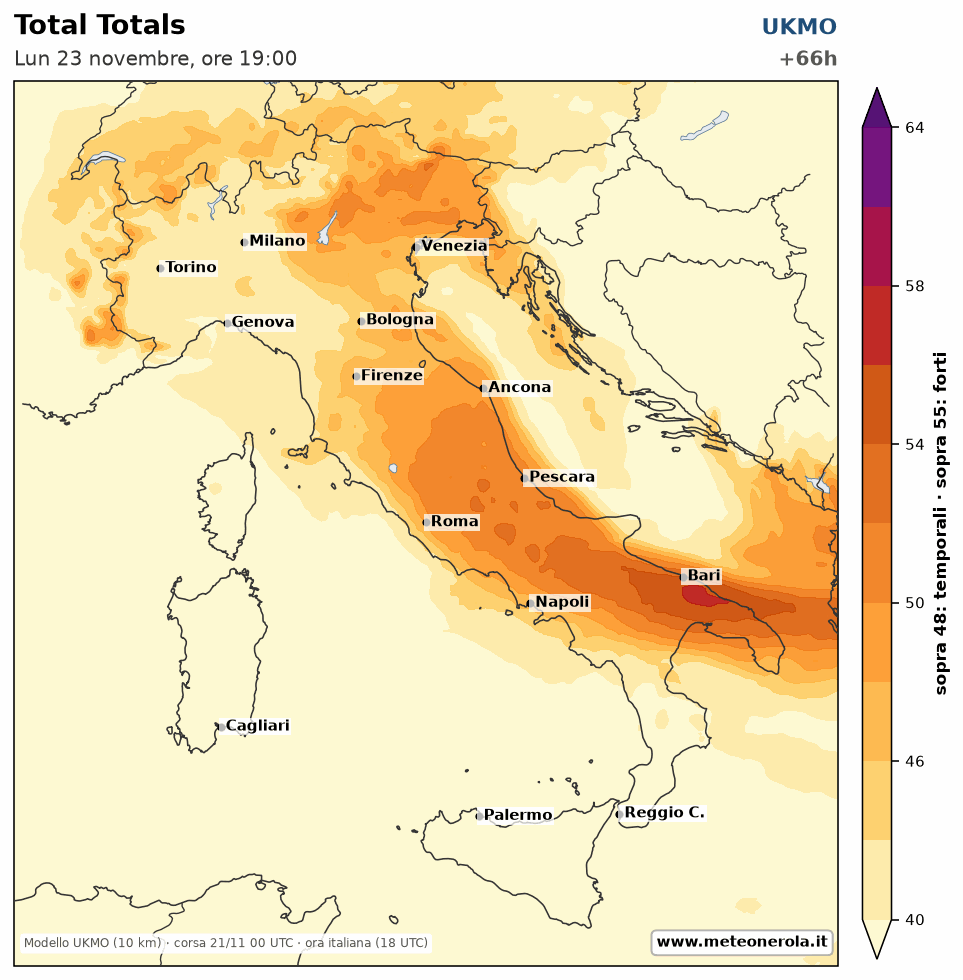 Total Totals
UKMO
Lun 23 novembre, ore 19:00
+66h
64
58
54
50
46
40
sopra 48: temporali · sopra 55: forti
Milano
Venezia
Torino
Genova
Bologna
Firenze
Ancona
Pescara
Roma
Bari
Napoli
Cagliari
Palermo
Reggio C.
Modello UKMO (10 km) · corsa 21/11 00 UTC · ora italiana (18 UTC)
www.meteonerola.it